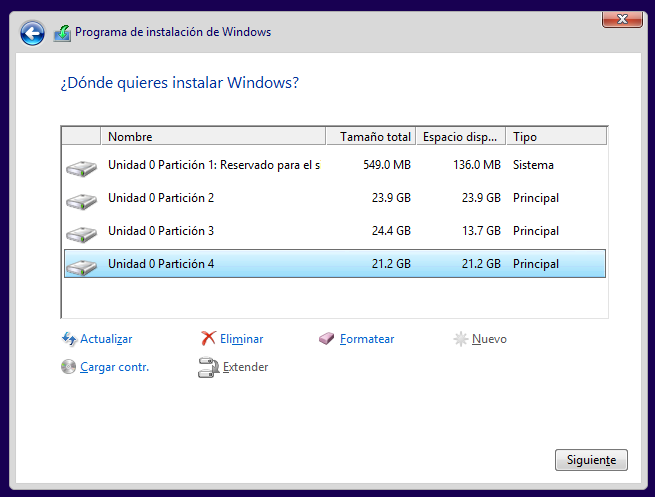 Programa de instalación de Windows
¿Dónde quieres instalar Windows?
Nombre Tamaño total Espacio disp... Tipo
Unidad 0 Partición 1: Reservado para el s 549.0 MB 136.0 MB Sistema
Unidad 0 Partición 2 23.9 GB 23.9 GB Principal
Unidad 0 Partición 3 24.4 GB 13.7 GB Principal
Unidad 0 Partición 4 21.2 GB 21.2 GB Principal
Actualizar Eliminar Formatear Nuevo
Cargar contr. Extender
Siguiente